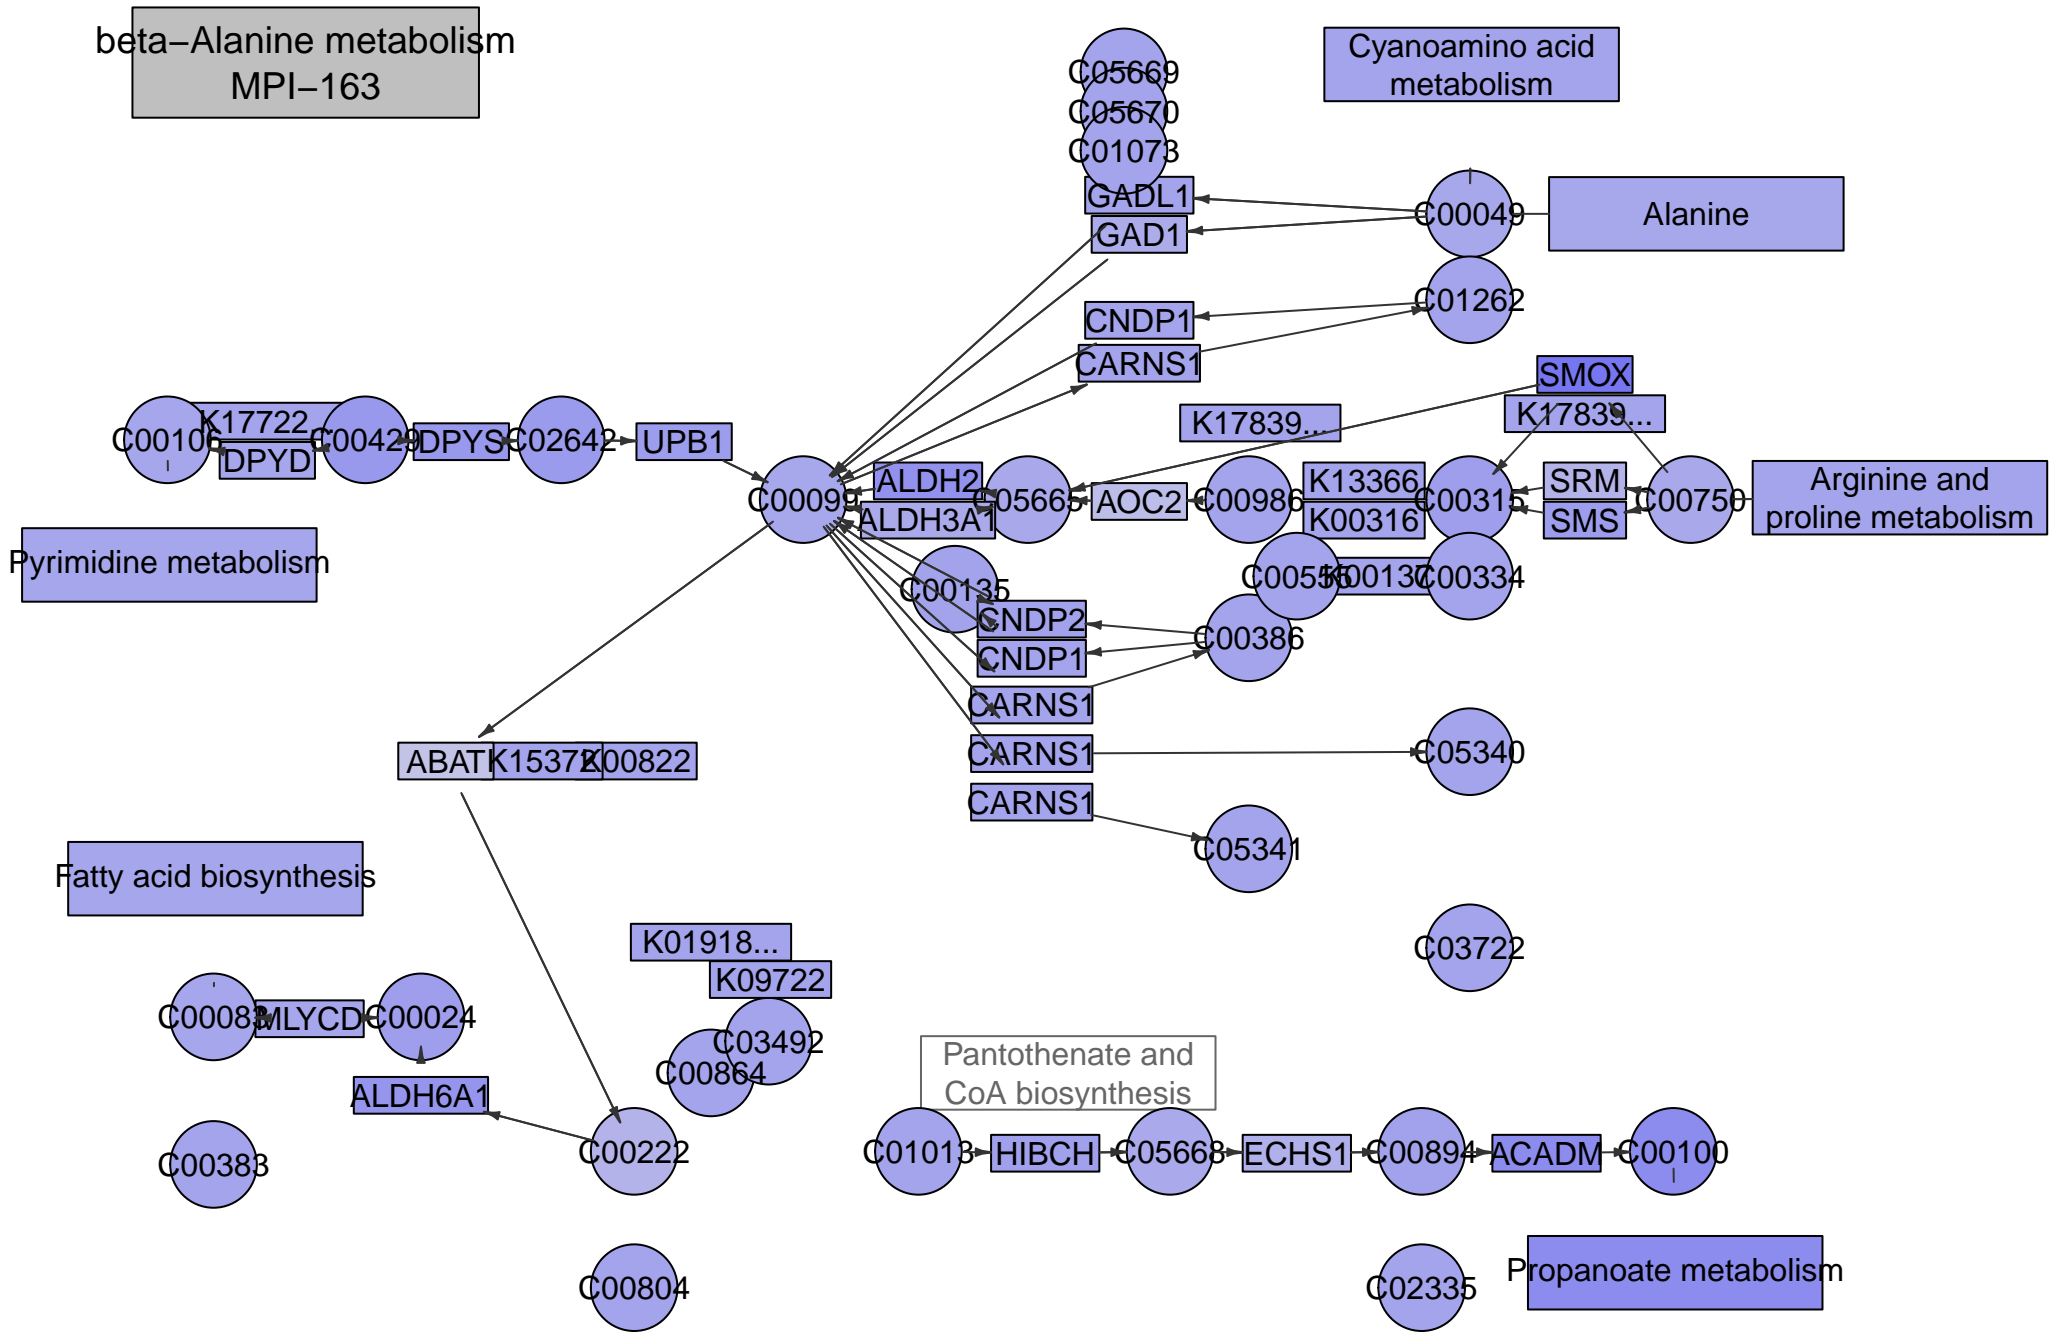 beta−Alanine metabolism
MPI−163
C05669
C05670
C01073
Cyanoamino acid
metabolism
GADL1
GAD1
C00049
Alanine
C01262
CNDP1
CARNS1
SMOX
K17839...
K17839...
C00106
K17722...
DPYD
C00429
DPYS
C02642
UPB1
C00099
ALDH2
ALDH3A1
C05665
AOC2
C00986
K13366
K00316
C00315
SRM
SMS
C00750
Arginine and
proline metabolism
Pyrimidine metabolism
C00135
C00555
K00137
C00334
CNDP2
CNDP1
C00386
CARNS1
CARNS1
CARNS1
C05340
C05341
ABAT
K15372
K00822
Fatty acid biosynthesis
K01918...
K09722
C03722
C00083
MLYCD
C00024
C03492
C00864
ALDH6A1
Pantothenate and
CoA biosynthesis
C00383
C00222
C01013
HIBCH
C05668
ECHS1
C00894
ACADM
C00100
C00804
C02335
Propanoate metabolism